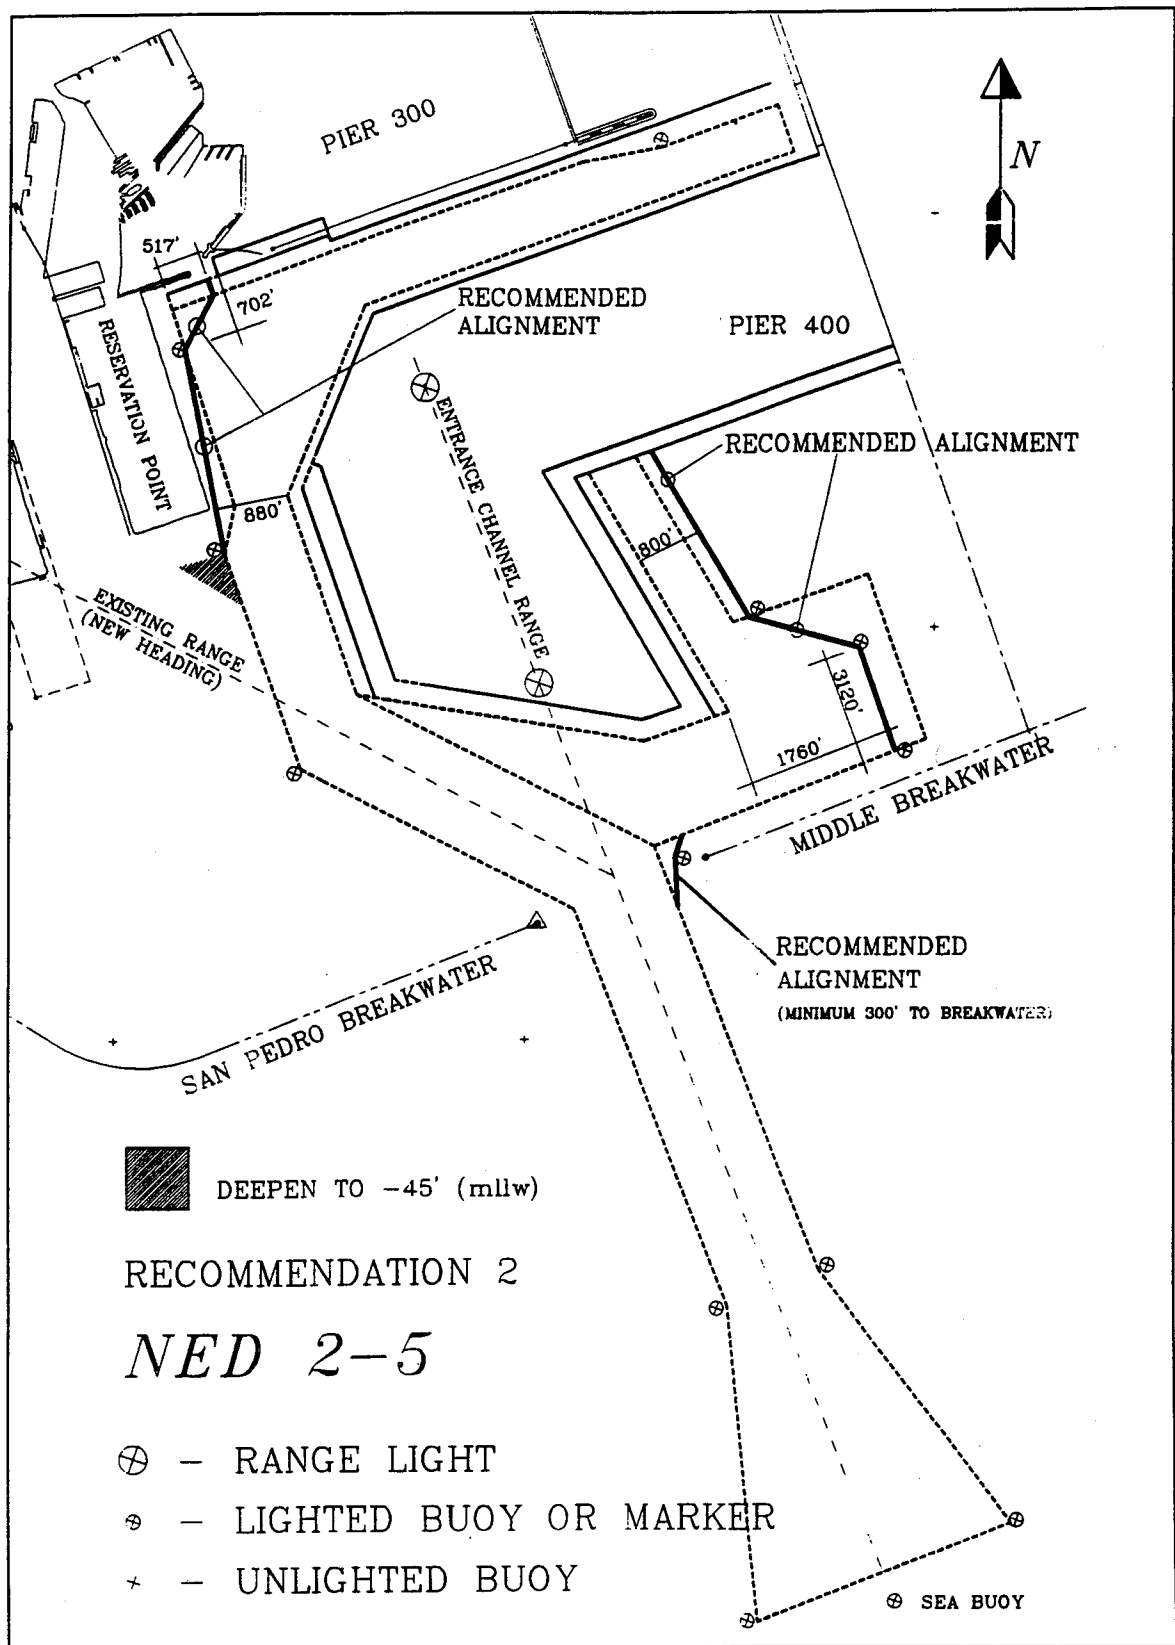 PIER 300
N
517'
702'
RECOMMENDED
ALIGNMENT
PIER 400
RESERVATION POINT
ENTRANCE CHANNEL RANGE
RECOMMENDED ALIGNMENT
880'
800'
EXISTING RANGE
(NEW HEADING)
3120'
1760'
MIDDLE BREAKWATER
RECOMMENDED
ALIGNMENT
(MINIMUM 300' TO BREAKWATER)
SAN PEDRO BREAKWATER
DEEPEN TO -45' (mllw)
RECOMMENDATION 2
NED 2-5
- RANGE LIGHT
- LIGHTED BUOY OR MARKER
- UNLIGHTED BUOY
SEA BUOY